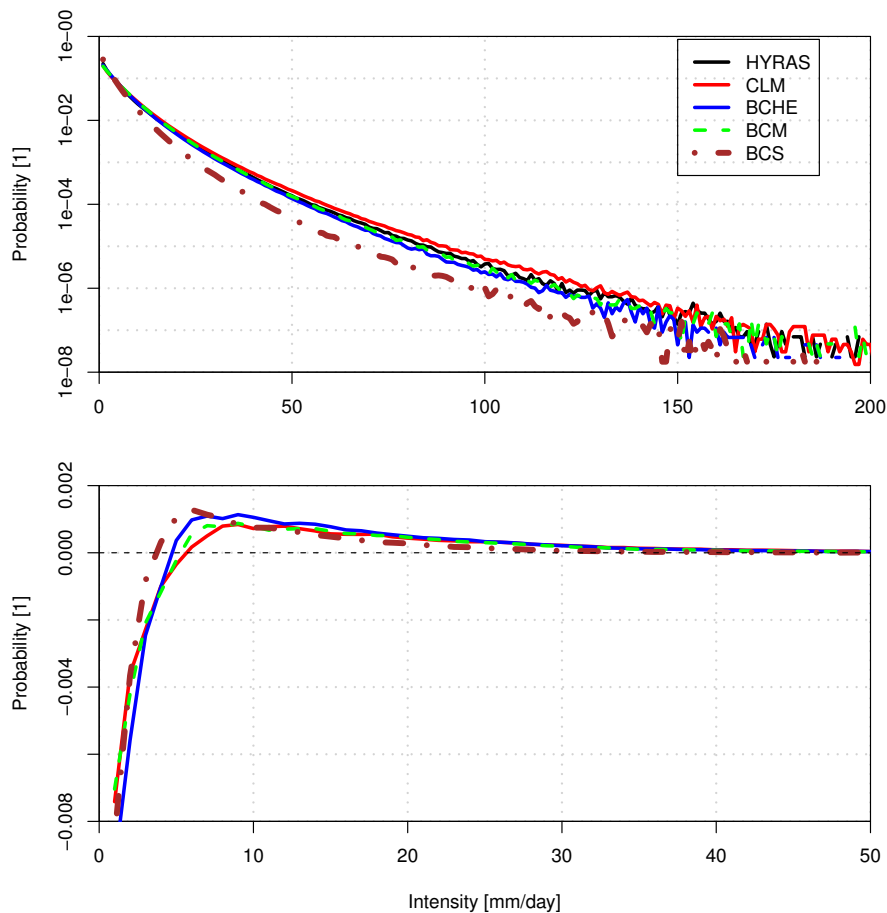 Probability [1]
1e-00
1e-02
1e-04
1e-06
1e-08
HYRAS
CLM
BCHE
BCM
BCS
0 50 100 150 200
Probability [1]
0.002
0.000
−0.004
−0.008
0 10 20 30 40 50
Intensity [mm/day]